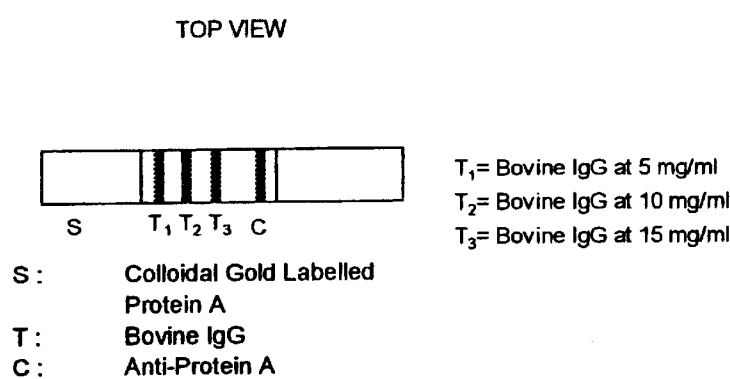 TOP VIEW
S T₁ T₂ T₃ C
T₁= Bovine IgG at 5 mg/ml
T₂= Bovine IgG at 10 mg/ml
T₃= Bovine IgG at 15 mg/ml
S : Colloidal Gold Labelled
Protein A
T : Bovine IgG
C : Anti-Protein A